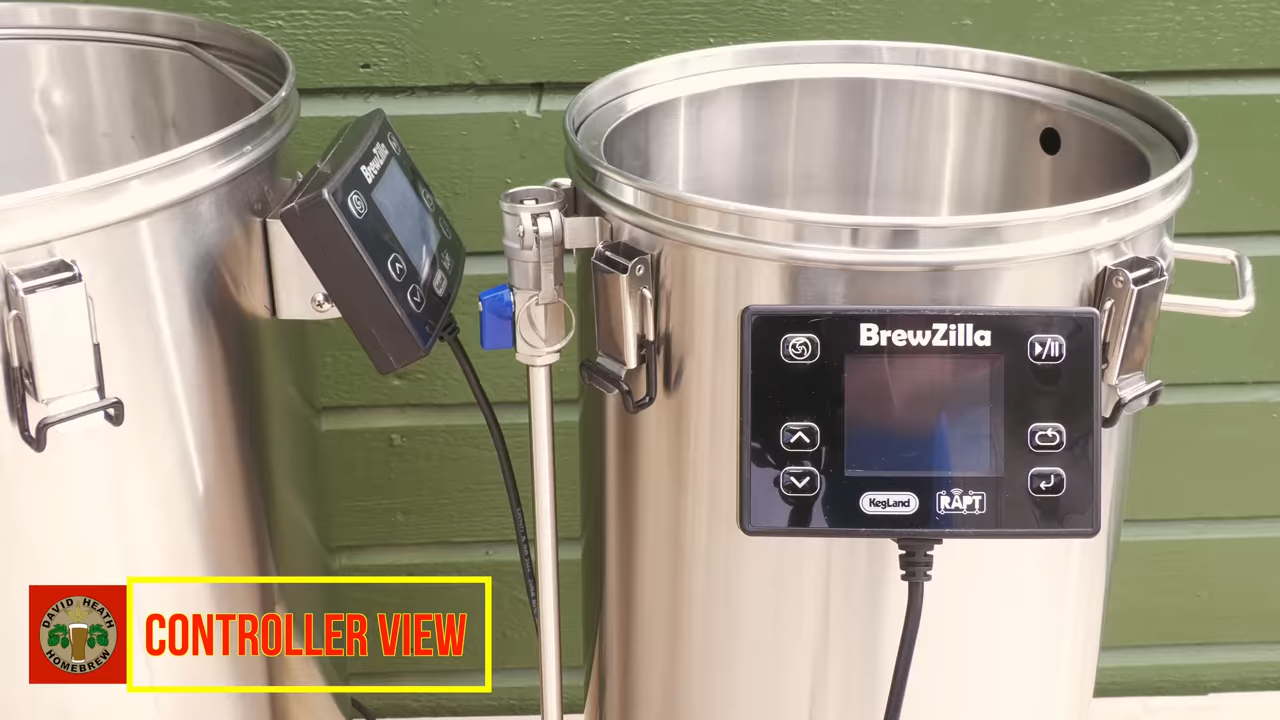 BrewZilla
BrewZilla
KegLand
RAPT
DAVID HEATH
HOMEBREW
CONTROLLER VIEW